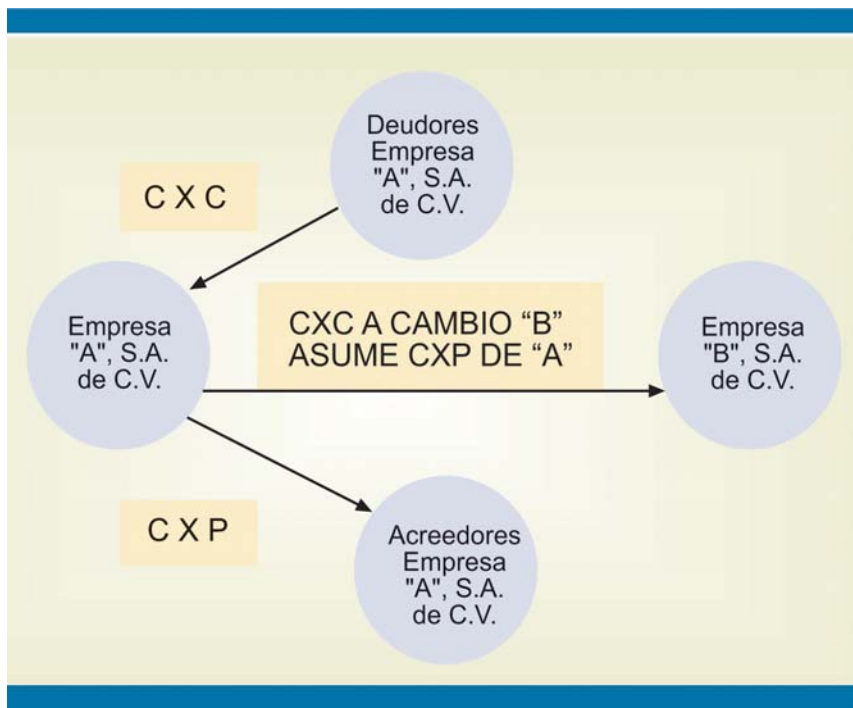 Deudores
Empresa
"A", S.A.
de C.V.
C X C
Empresa
"A", S.A.
de C.V.
CXC A CAMBIO “B”
ASUME CXP DE “A”
Empresa
"B", S.A.
de C.V.
C X P
Acreedores
Empresa
"A", S.A.
de C.V.